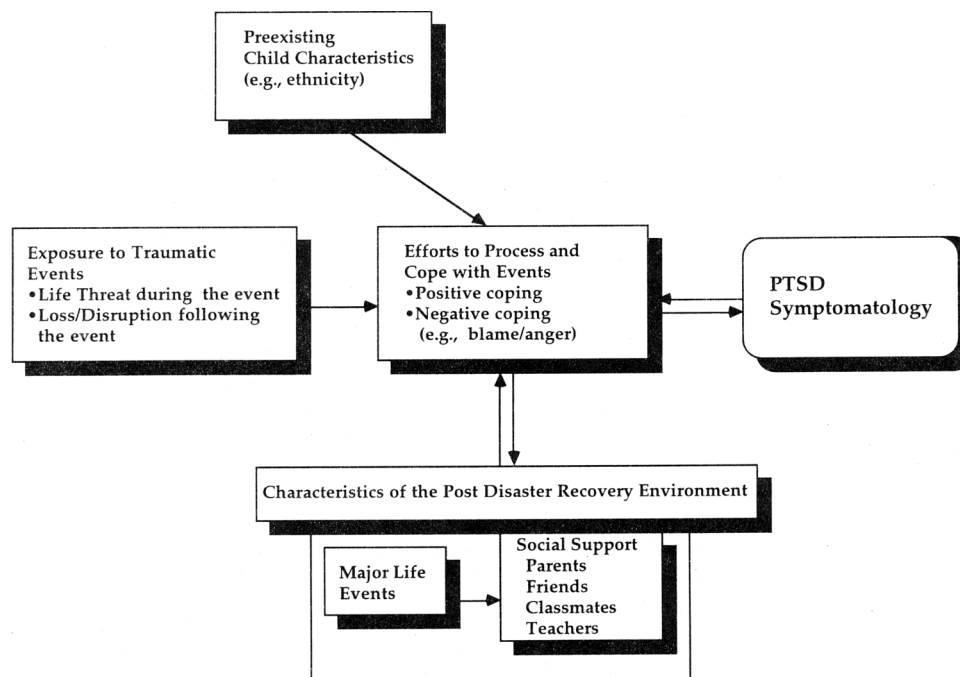 Preexisting
Child Characteristics
(e.g., ethnicity)
Exposure to Traumatic
Events
•Life Threat during the event
•Loss/Disruption following
the event
Efforts to Process and
Cope with Events
•Positive coping
•Negative coping
(e.g., blame/anger)
PTSD
Symptomatology
Characteristics of the Post Disaster Recovery Environment
Major Life
Events
Social Support
Parents
Friends
Classmates
Teachers